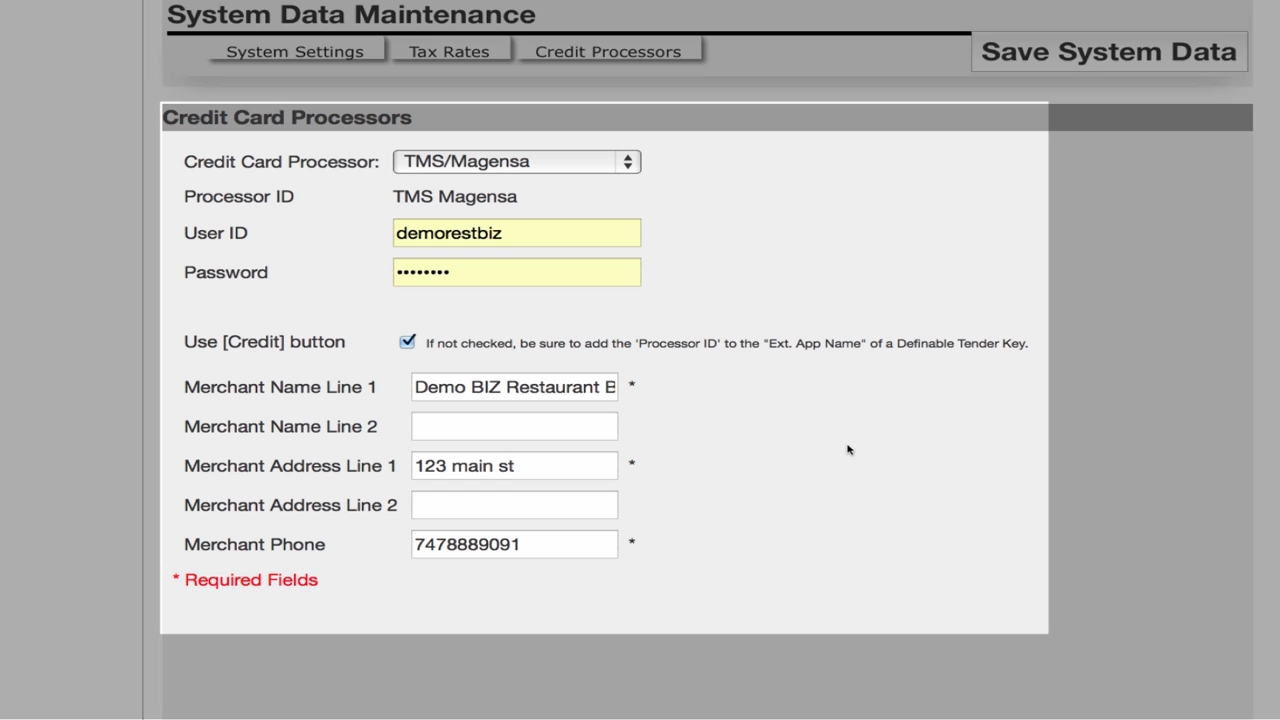 System Data Maintenance
System Settings
Tax Rates
Credit Processors
Save System Data
Credit Card Processors
Credit Card Processor: TMS/Magensa
Processor ID TMS Magensa
User ID demorestbiz
Password ••••••••
Use [Credit] button If not checked, be sure to add the 'Processor ID' to the "Ext. App Name" of a Definable Tender Key.
Merchant Name Line 1 Demo BIZ Restaurant B *
Merchant Name Line 2
Merchant Address Line 1 123 main st *
Merchant Address Line 2
Merchant Phone 7478889091 *
* Required Fields